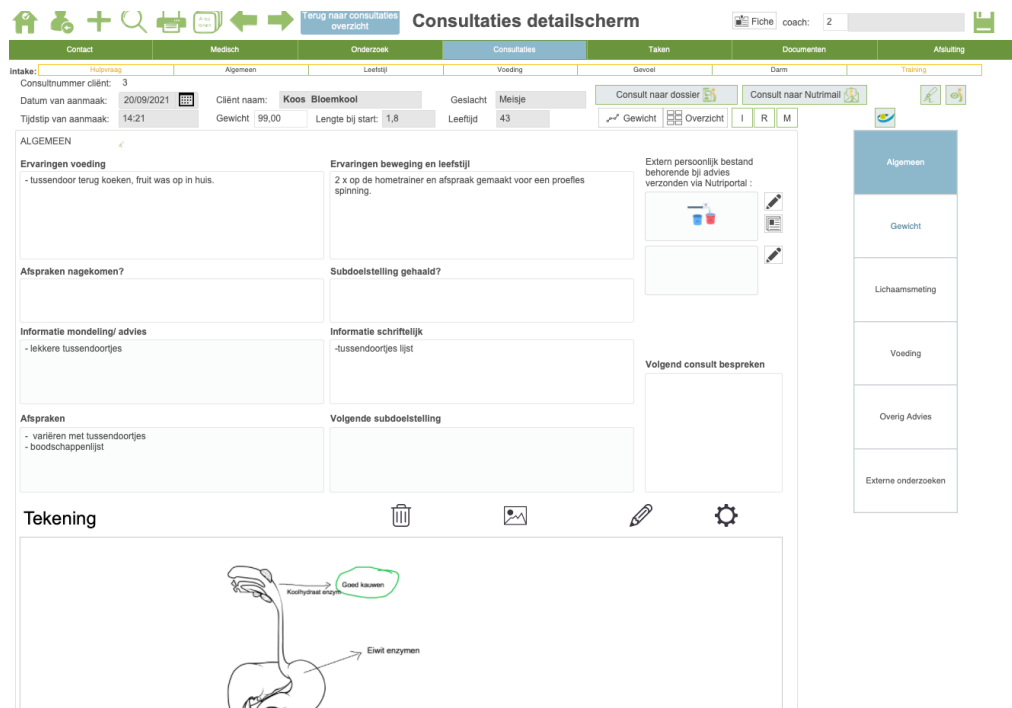 Terug naar consultaties
overzicht
Consultaties detailscherm
Fiche
coach:
2
Contact
Medisch
Onderzoek
Consultaties
Taken
Documenten
Afsluiting
intake:
Hulpvraag
Algemeen
Leefstijl
Voeding
Gevoel
Darm
Training
Consultnummer cliënt: 3
Datum van aanmaak: 20/09/2021
Cliënt naam: Koos Bloemkool
Geslacht Meisje
Consult naar dossier
Consult naar Nutrimail
Tijdstip van aanmaak: 14:21
Gewicht 99,00
Lengte bij start: 1,8
Leeftijd 43
Gewicht
Overzicht
I
R
M
ALGEMEEN
Ervaringen voeding
- tussendoor terug koeken, fruit was op in huis.
Ervaringen beweging en leefstijl
2 x op de hometrainer en afspraak gemaakt voor een proefles
spinning.
Extern persoonlijk bestand
behorende bji advies
verzonden via Nutriportal :
Afspraken nagekomen?
Subdoelstelling gehaald?
Informatie mondeling/ advies
- lekkere tussendoortjes
Informatie schriftelijk
-tussendoortjes lijst
Volgend consult bespreken
Afspraken
- variëren met tussendoortjes
- boodschappenlijst
Volgende subdoelstelling
Algemeen
Gewicht
Lichaamsmeting
Voeding
Overig Advies
Externe onderzoeken
Tekening
Goed kauwen
Koolhydraat enzym
Eiwit enzymen